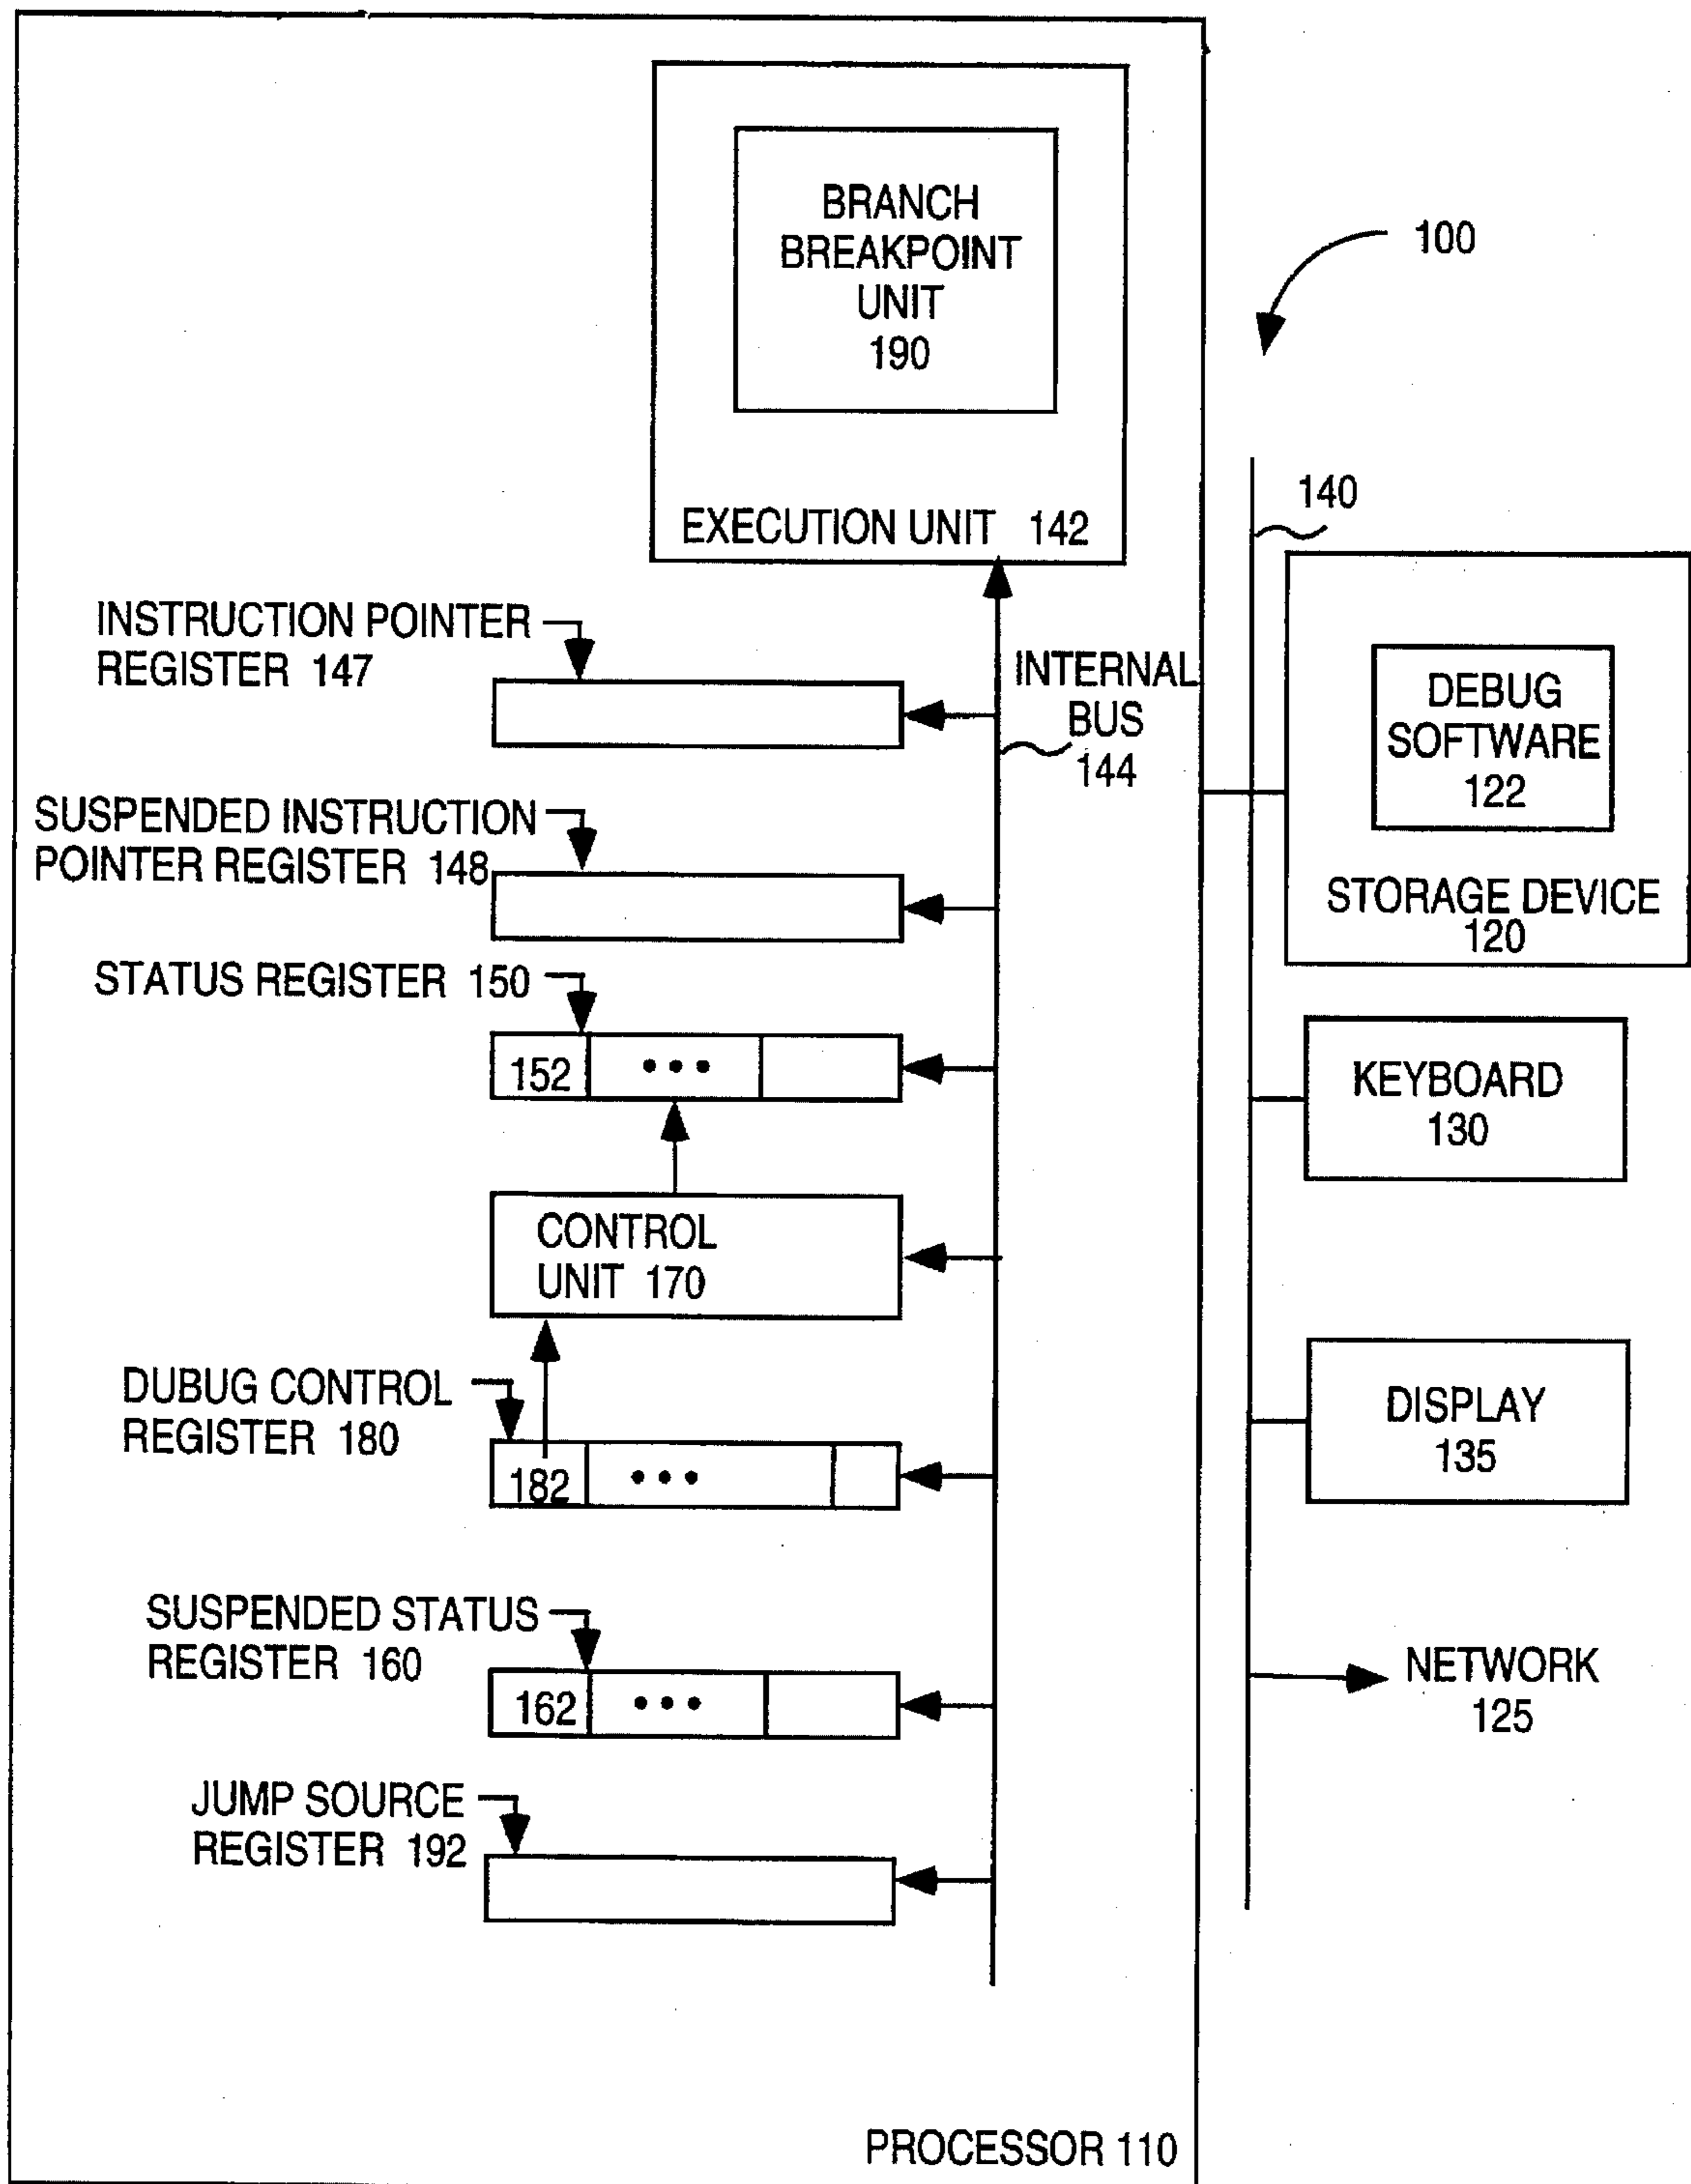 BRANCH
BREAKPOINT
UNIT
190
EXECUTION UNIT 142
INSTRUCTION POINTER
REGISTER 147
INTERNAL
BUS
144
SUSPENDED INSTRUCTION
POINTER REGISTER 148
STATUS REGISTER 150
152 •••
CONTROL
UNIT 170
DUBUG CONTROL
REGISTER 180
182 •••
SUSPENDED STATUS
REGISTER 160
162 •••
JUMP SOURCE
REGISTER 192
PROCESSOR 110
100
140
DEBUG
SOFTWARE
122
STORAGE DEVICE
120
KEYBOARD
130
DISPLAY
135
NETWORK
125